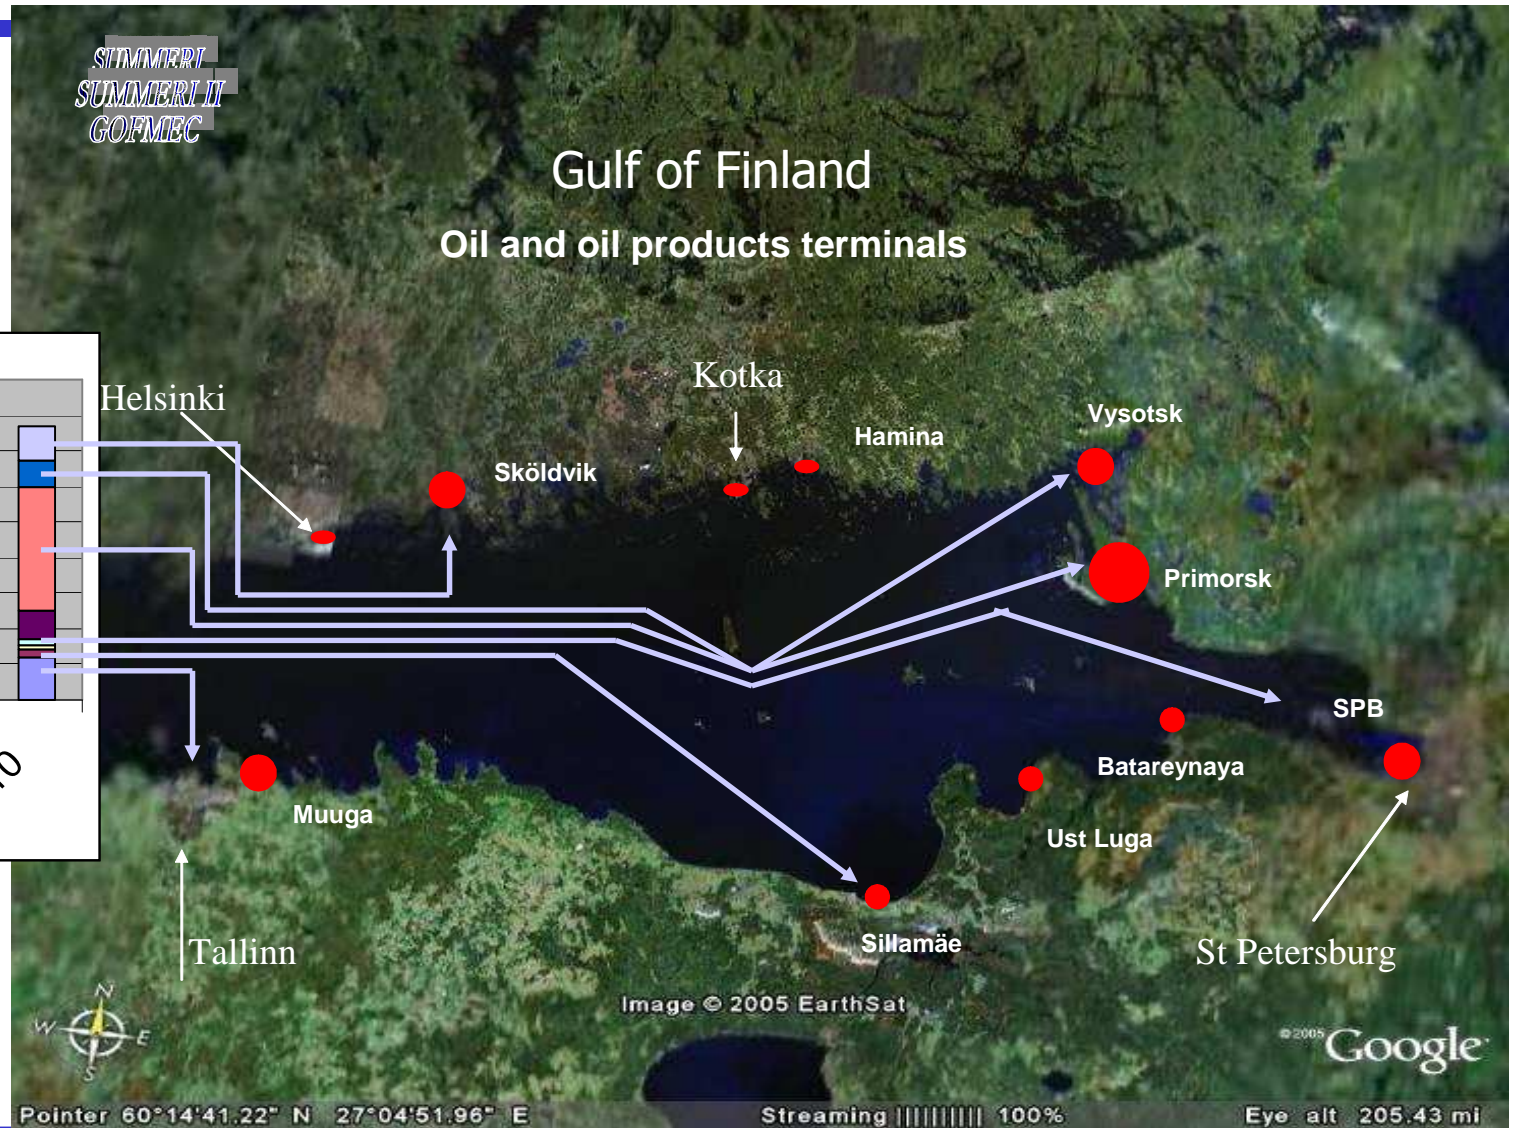 SUMMERI
SUMMERI II
GOFMEC
Gulf of Finland
Oil and oil products terminals
Helsinki
Kotka
Vysotsk
Hamina
Sköldvik
Primorsk
SPB
Batareynaya
Muuga
Ust Luga
Sillamäe
Tallinn
St Petersburg
N
W E
S
Image © 2005 EarthSat
©2005 Google
Pointer 60°14'41.22" N 27°04'51.96" E Streaming |||||||||| 100% Eye alt 205.43 mi